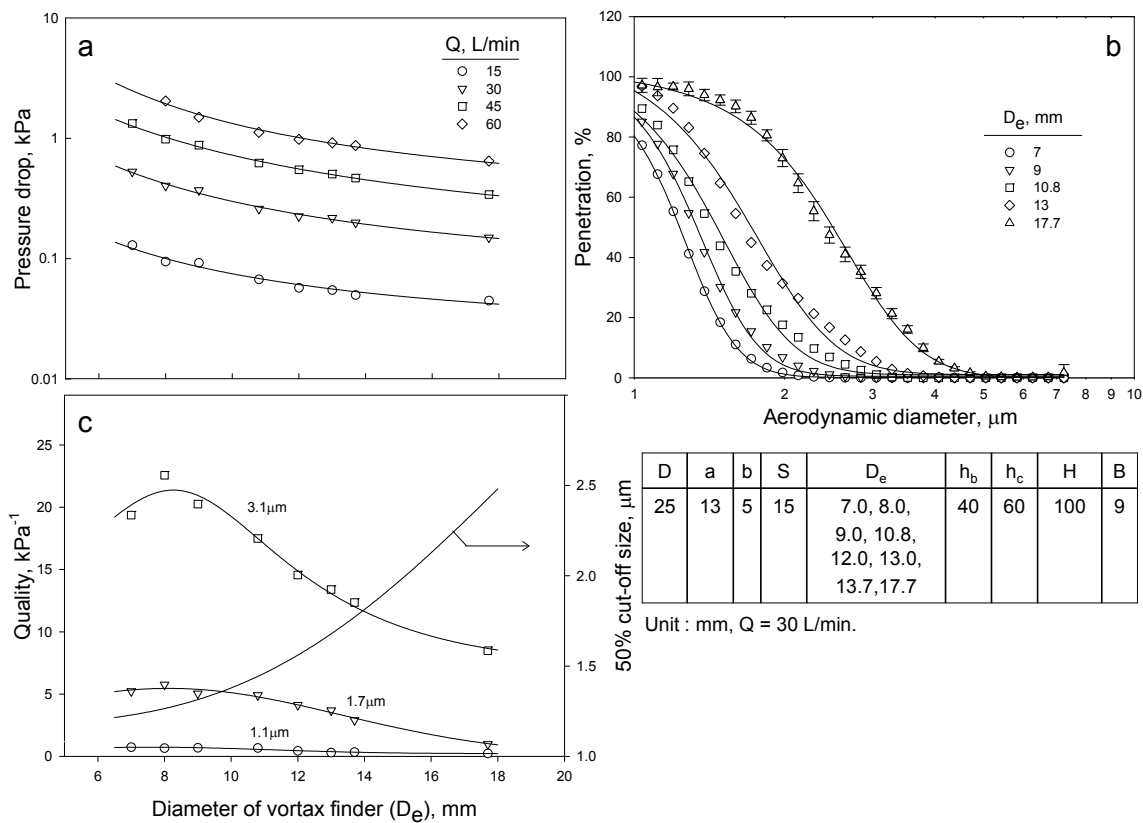 a
Q, L/min
15
30
45
60
10
1
0.1
0.01
Pressure drop, kPa
b
D_e, mm
7
9
10.8
13
17.7
120
100
80
60
40
20
0
Penetration, %
1 2 3 4 5 6 7 8 9 10
Aerodynamic diameter, μm
c
25
20
15
10
5
0
Quality, kPa⁻¹
3.1μm
1.7μm
1.1μm
2.5
2.0
1.5
1.0
50% cut-off size, μm
6 8 10 12 14 16 18 20
Diameter of vortax finder (D_e), mm
D a b S D_e h_b h_c H B
25 13 5 15 7.0, 8.0, 40 60 100 9
9.0, 10.8,
12.0, 13.0,
13.7,17.7
Unit : mm, Q = 30 L/min.